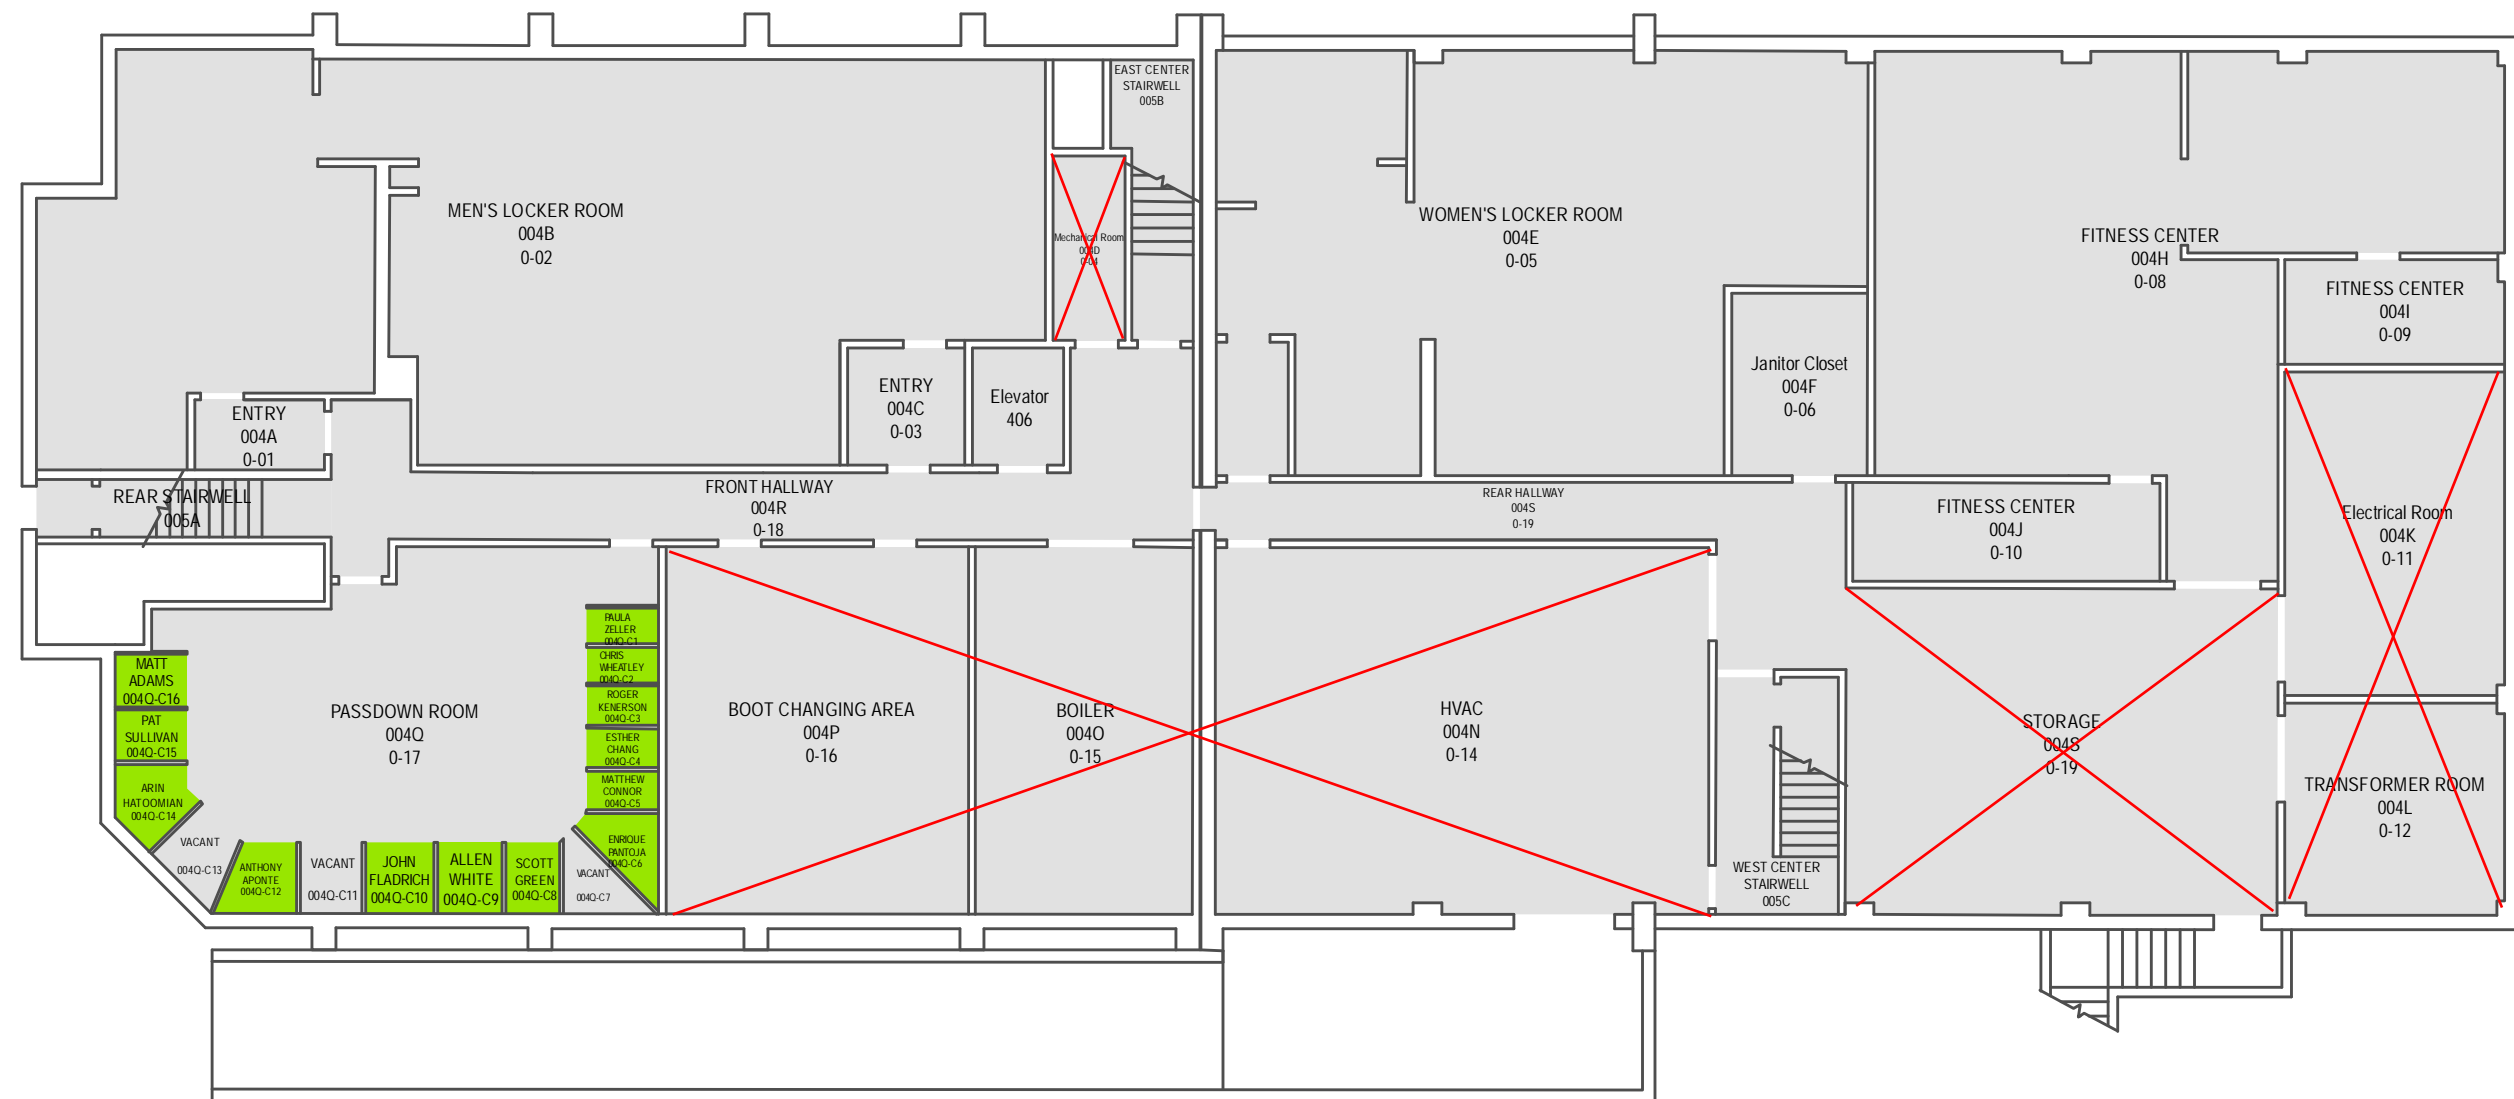 EAST CENTER
STAIRWELL
005B
MEN'S LOCKER ROOM
004B
0-02
Mechanical Room
004D
0-04
WOMEN'S LOCKER ROOM
004E
0-05
FITNESS CENTER
004H
0-08
FITNESS CENTER
004I
0-09
Janitor Closet
004F
0-06
ENTRY
004C
0-03
Elevator
406
ENTRY
004A
0-01
REAR STAIRWELL
005A
FRONT HALLWAY
004R
0-18
REAR HALLWAY
004S
0-19
FITNESS CENTER
004J
0-10
Electrical Room
004K
0-11
PAULA
ZELLER
004Q-C1
CHRIS
WHEATLEY
004Q-C2
ROGER
KENERSON
004Q-C3
ESTHER
CHANG
004Q-C4
MATTHEW
CONNOR
004Q-C5
ENRIQUE
PANTOJA
004Q-C6
VACANT
004Q-C7
SCOTT
GREEN
004Q-C8
ALLEN
WHITE
004Q-C9
JOHN
FLADRICH
004Q-C10
VACANT
004Q-C11
ANTHONY
APONTE
004Q-C12
VACANT
004Q-C13
ARIN
HATOOMIAN
004Q-C14
PAT
SULLIVAN
004Q-C15
MATT
ADAMS
004Q-C16
PASSDOWN ROOM
004Q
0-17
BOOT CHANGING AREA
004P
0-16
BOILER
004O
0-15
HVAC
004N
0-14
STORAGE
004S
0-19
TRANSFORMER ROOM
004L
0-12
WEST CENTER
STAIRWELL
005C